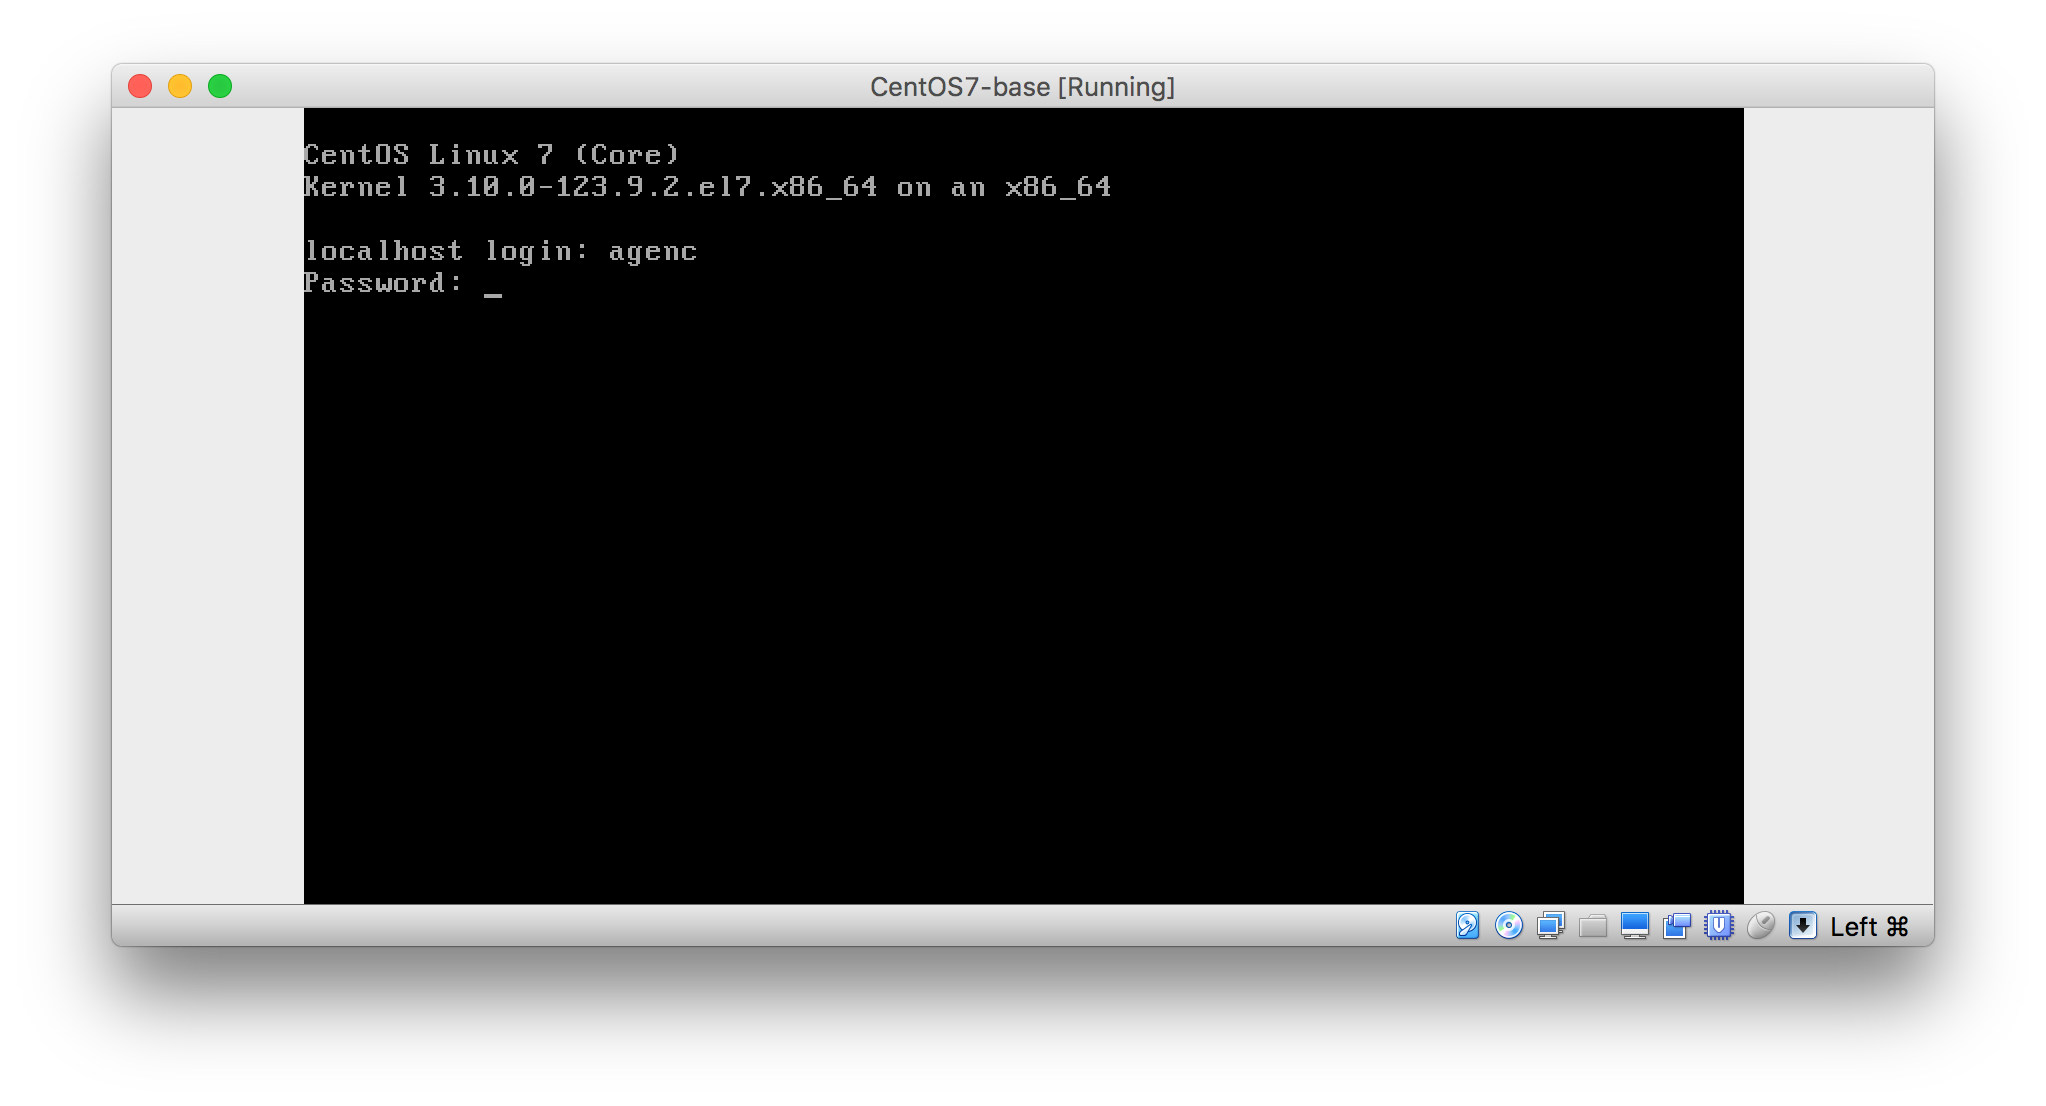 CentOS7-base [Running]
CentOS Linux 7 (Core)
Kernel 3.10.0-123.9.2.el7.x86_64 on an x86_64
localhost login: agenc
Password: _
Left ⌘